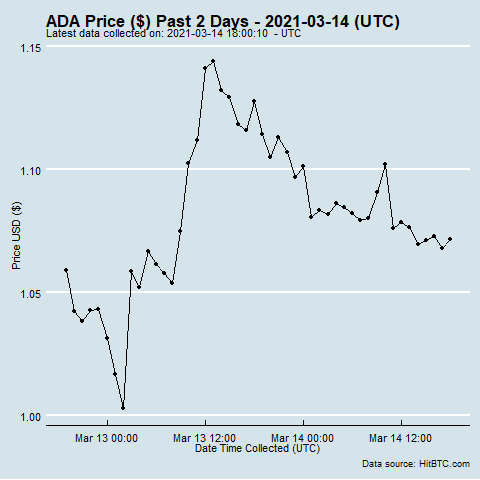 ADA Price ($) Past 2 Days - 2021-03-14 (UTC)
Latest data collected on: 2021-03-14 18:00:10  - UTC
1.15
1.10
1.05
1.00
Price USD ($)
Mar 13 00:00
Mar 13 12:00
Mar 14 00:00
Mar 14 12:00
Date Time Collected (UTC)
Data source: HitBTC.com